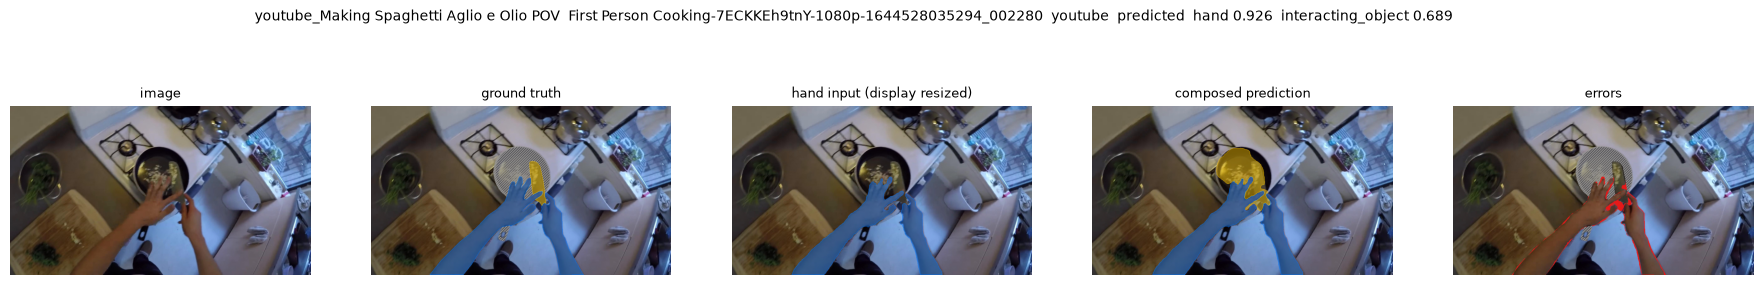 youtube_Making Spaghetti Aglio e Olio POV  First Person Cooking-7ECKKEh9tnY-1080p-1644528035294_002280  youtube  predicted  hand 0.926  interacting_object 0.689
image
ground truth
hand input (display resized)
composed prediction
errors